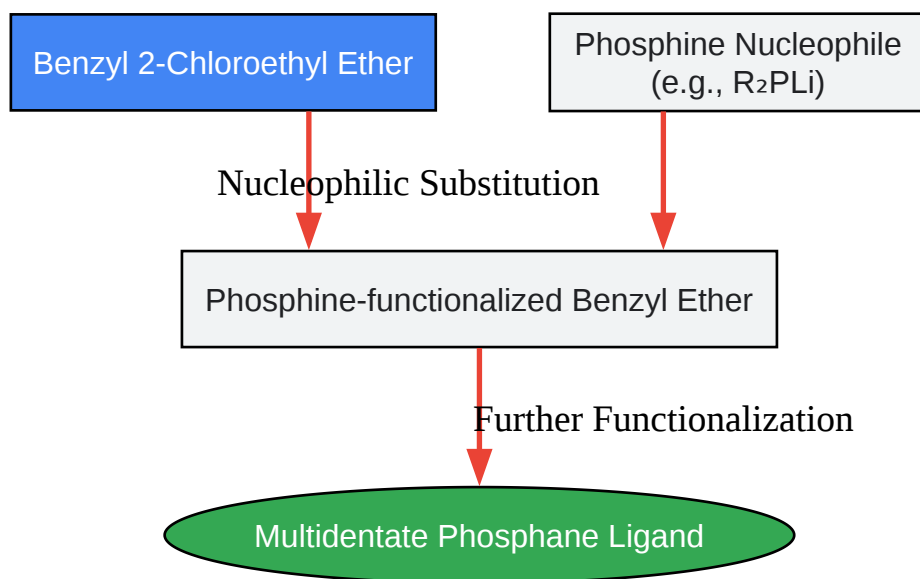 Benzyl 2-Chloroethyl Ether
Phosphine Nucleophile
(e.g., R₂PLi)
Nucleophilic Substitution
Phosphine-functionalized Benzyl Ether
Further Functionalization
Multidentate Phosphane Ligand